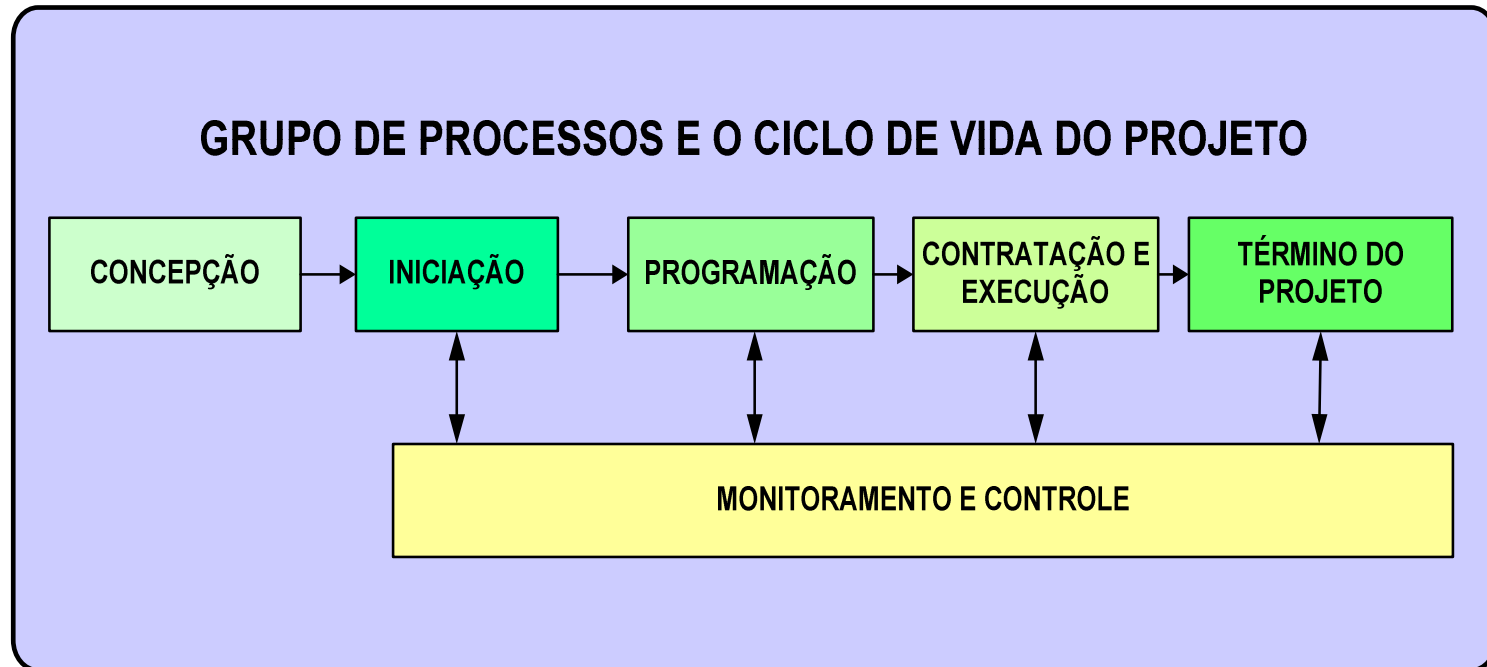 GRUPO DE PROCESSOS E O CICLO DE VIDA DO PROJETO
CONCEPÇÃO
INICIAÇÃO
PROGRAMAÇÃO
CONTRATAÇÃO E
EXECUÇÃO
TÉRMINO DO
PROJETO
MONITORAMENTO E CONTROLE